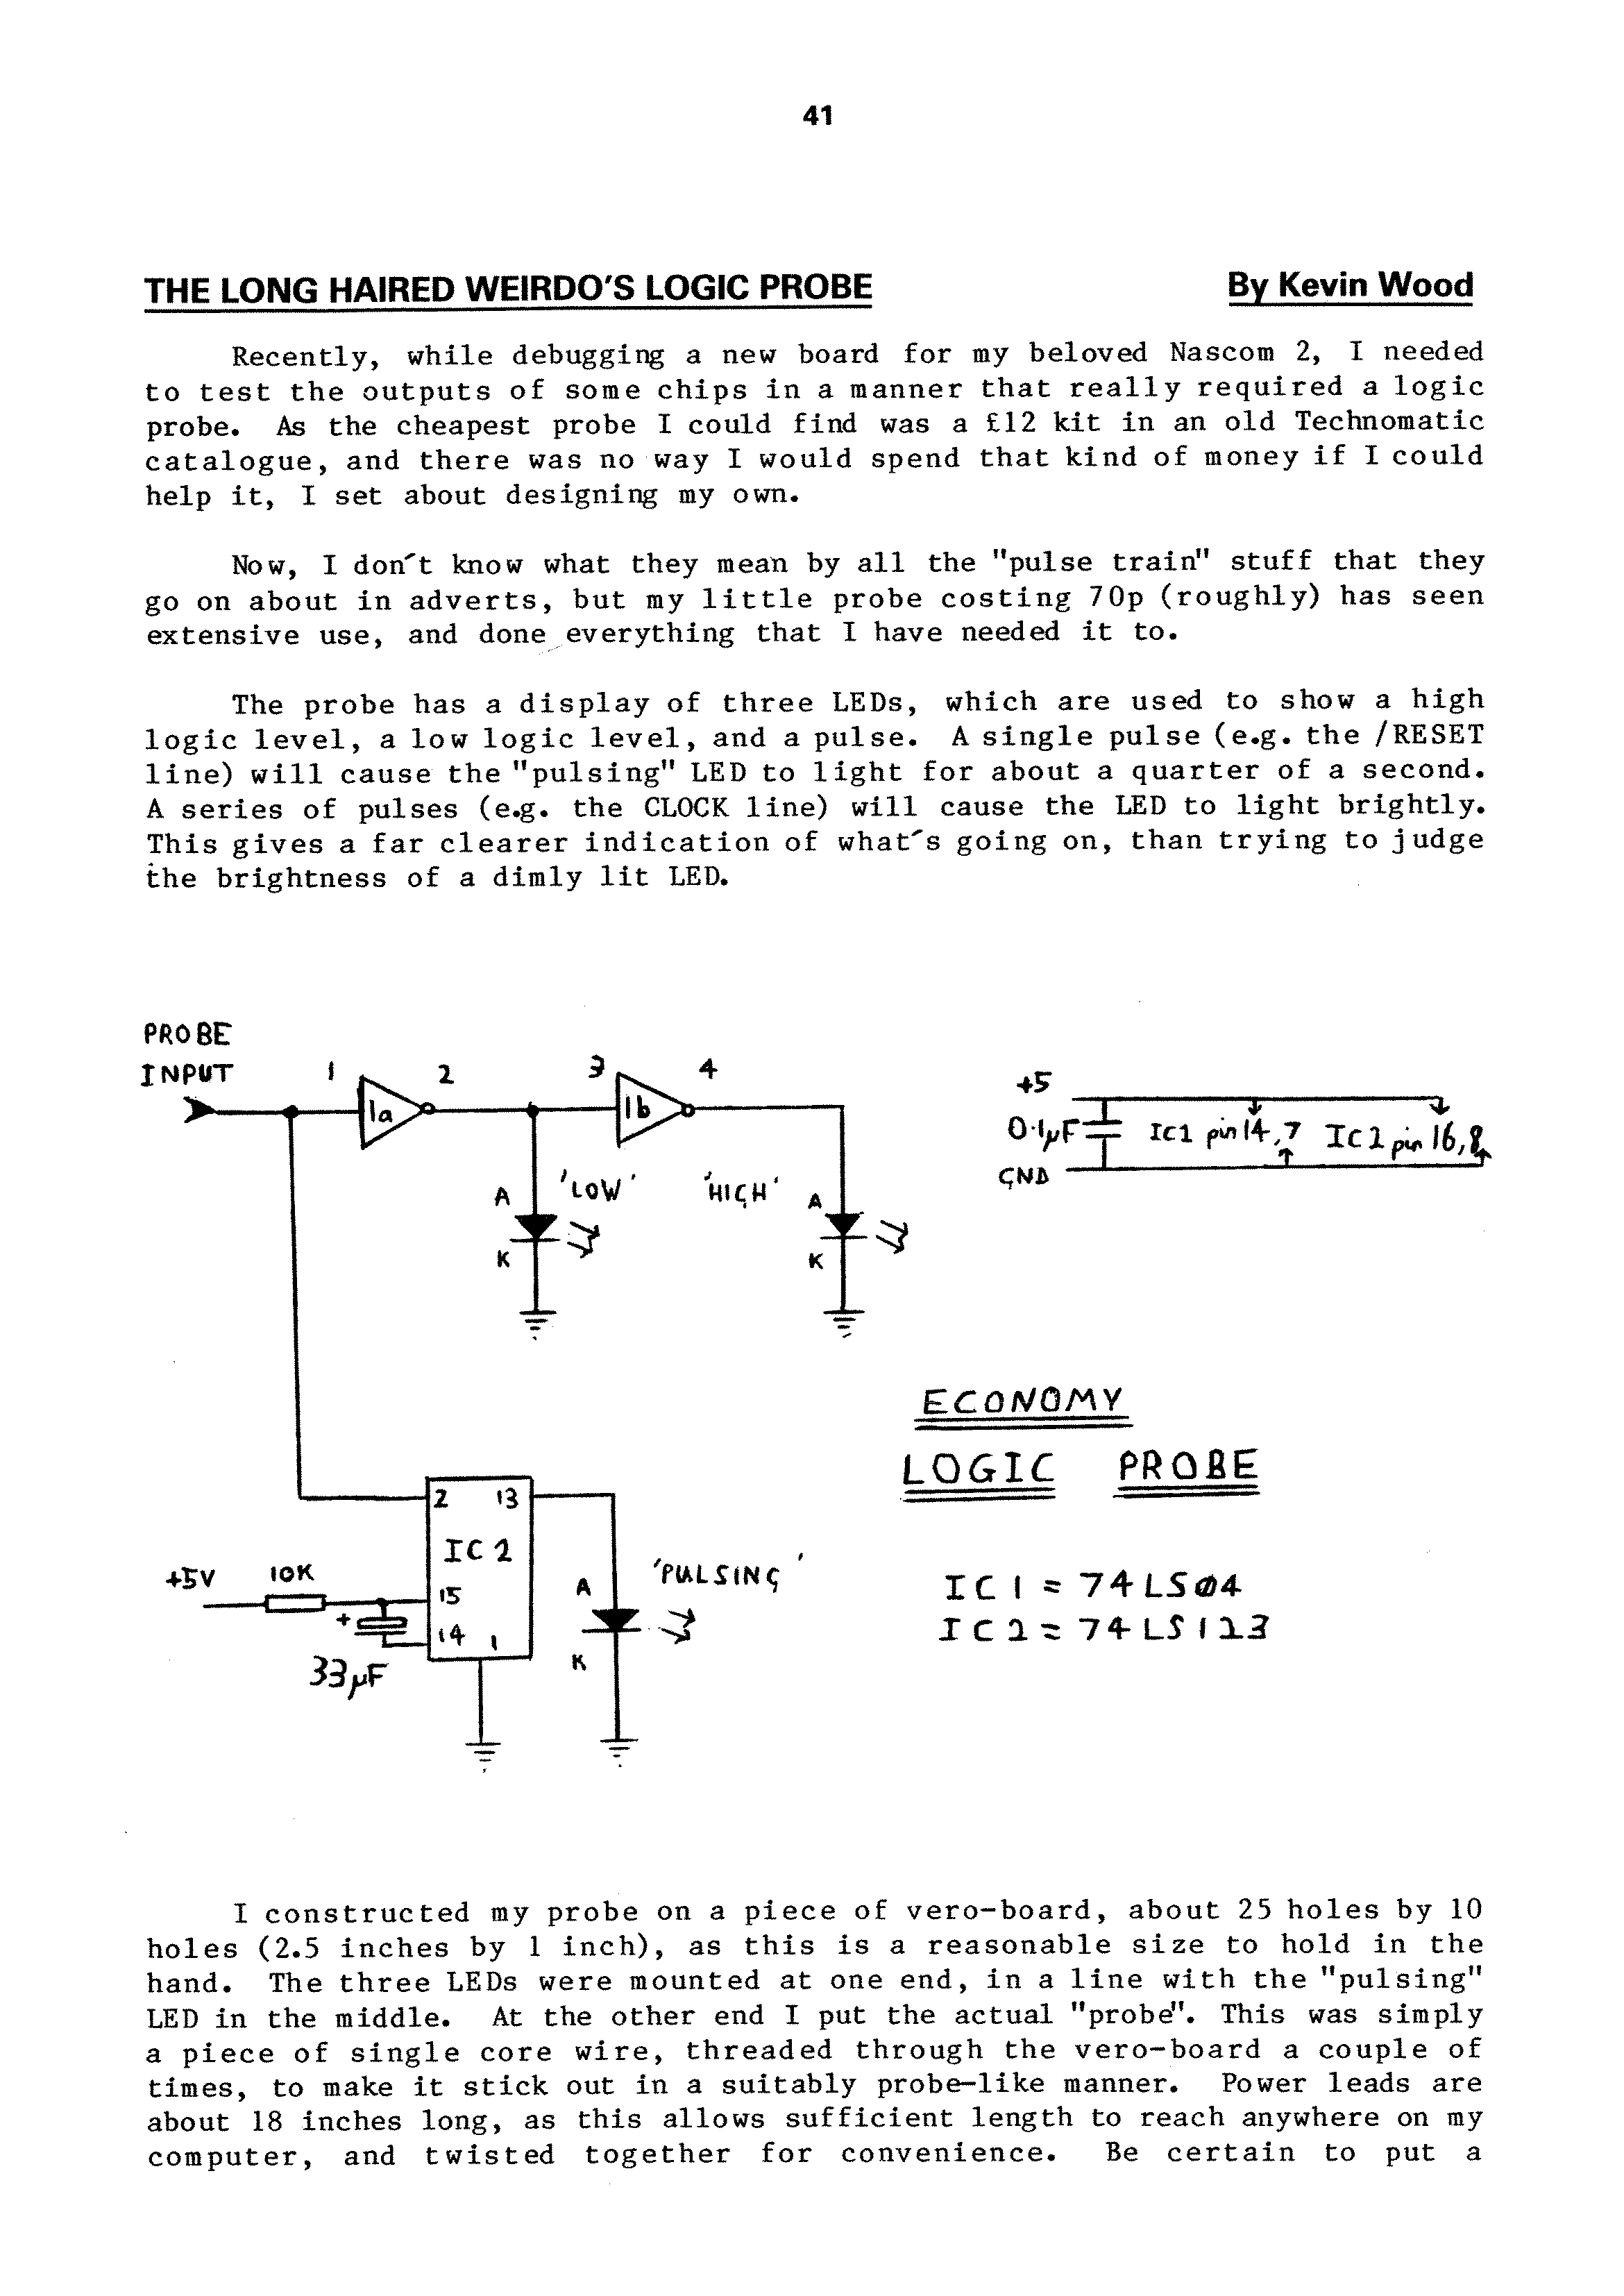 41
THE LONG HAIRED WEIRDO'S LOGIC PROBE By Kevin Wood
Recently, while debugging a new board for my beloved Nascom 2, I needed
to test the outputs of some chips in a manner that really required a logic
probe. As the cheapest probe I could find was a £12 kit in an old Technomatic
catalogue, and there was no way I would spend that kind of money if I could
help it, I set about designing my own.
Now, I don't know what they mean by all the "pulse train" stuff that they
go on about in adverts, but my little probe costing 70p (roughly) has seen
extensive use, and done everything that I have needed it to.
The probe has a display of three LEDs, which are used to show a high
logic level, a low logic level, and a pulse. A single pulse (e.g. the /RESET
line) will cause the "pulsing" LED to light for about a quarter of a second.
A series of pulses (e.g. the CLOCK line) will cause the LED to light brightly.
This gives a far clearer indication of what's going on, than trying to judge
the brightness of a dimly lit LED.
PROBE
INPUT
1 2 3 4
1a 1b
+5
0.1µF IC1 pin 14,7 IC2 pin 16,8
GND
A 'LOW' 'HIGH' A
K K
ECONOMY
LOGIC PROBE
2 13
IC2
+5V 10K 15
+ 14 1
33µF
A 'PULSING'
K
IC1 = 74LS04
IC2 = 74LS123
I constructed my probe on a piece of vero-board, about 25 holes by 10
holes (2.5 inches by 1 inch), as this is a reasonable size to hold in the
hand. The three LEDs were mounted at one end, in a line with the "pulsing"
LED in the middle. At the other end I put the actual "probe". This was simply
a piece of single core wire, threaded through the vero-board a couple of
times, to make it stick out in a suitably probe-like manner. Power leads are
about 18 inches long, as this allows sufficient length to reach anywhere on my
computer, and twisted together for convenience. Be certain to put a